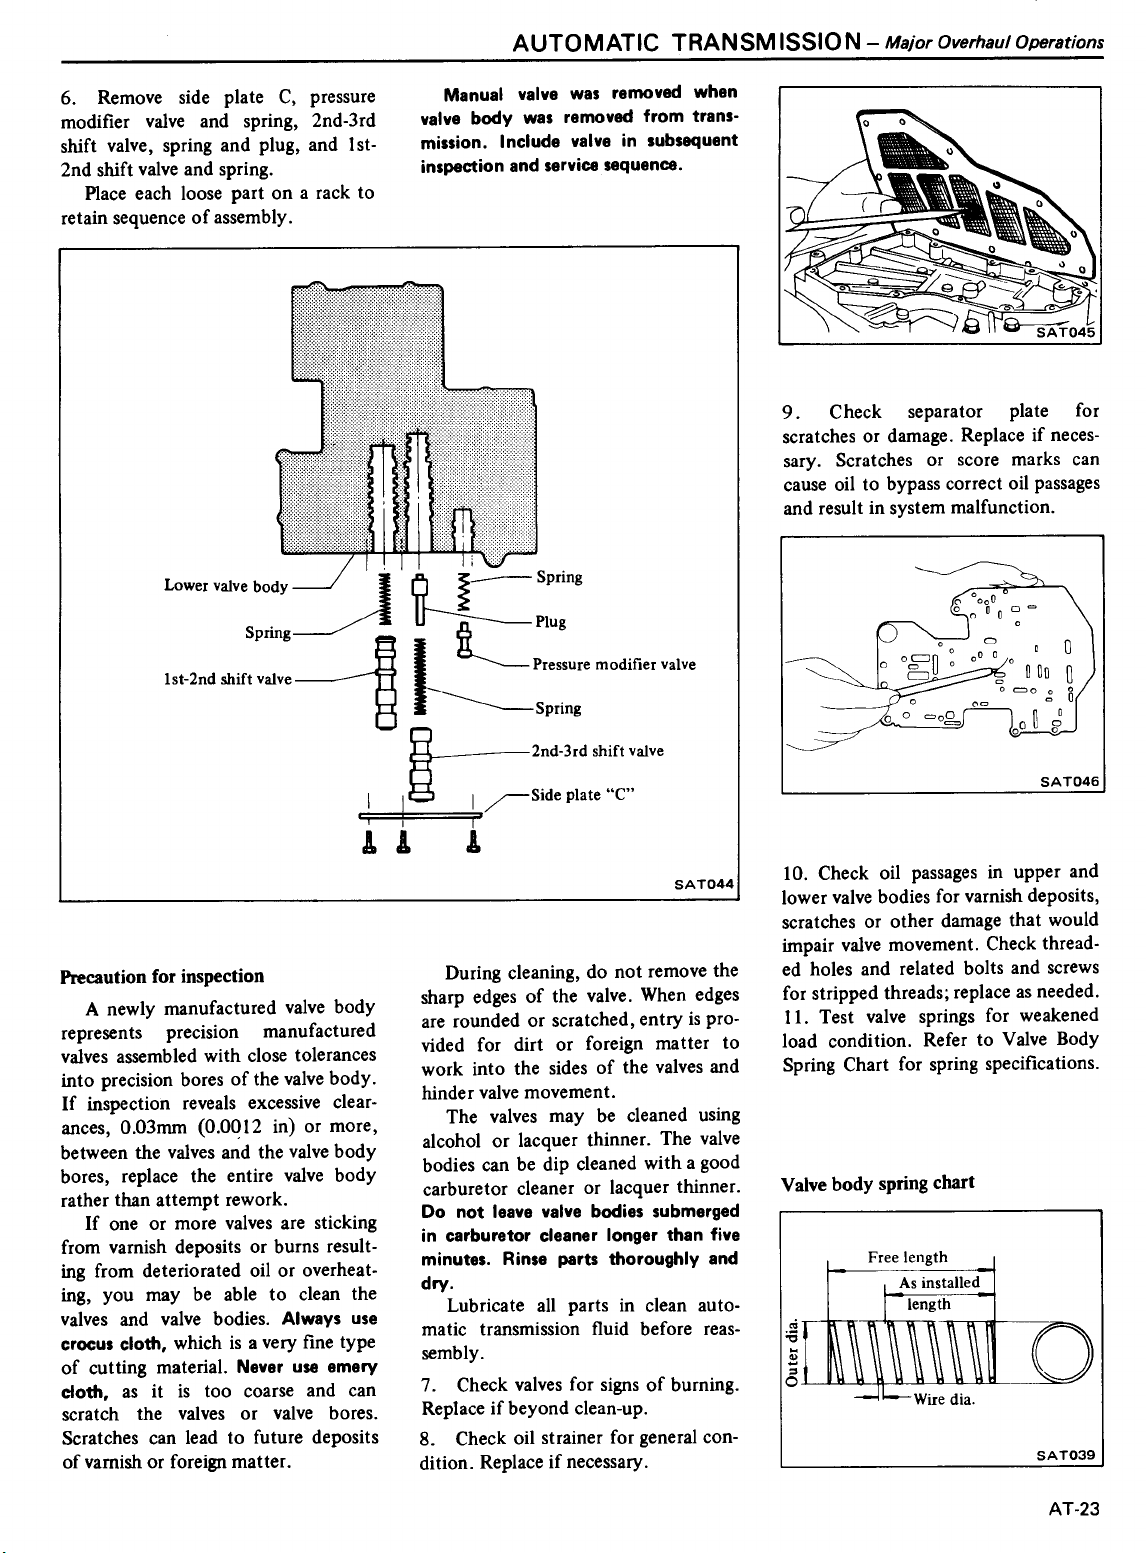 AUTOMATIC TRANSMISSION – Major Overhaul Operations
6. Remove side plate C, pressure
modifier valve and spring, 2nd-3rd
shift valve, spring and plug, and 1st-
2nd shift valve and spring.
Place each loose part on a rack to
retain sequence of assembly.
Manual valve was removed when
valve body was removed from trans-
mission. Include valve in subsequent
inspection and service sequence.
Lower valve body
Spring
1st-2nd shift valve
Spring
Plug
Pressure modifier valve
Spring
2nd-3rd shift valve
Side plate “C”
SAT044
Precaution for inspection
A newly manufactured valve body
represents precision manufactured
valves assembled with close tolerances
into precision bores of the valve body.
If inspection reveals excessive clear-
ances, 0.03mm (0.0012 in) or more,
between the valves and the valve body
bores, replace the entire valve body
rather than attempt rework.
If one or more valves are sticking
from varnish deposits or burns result-
ing from deteriorated oil or overheat-
ing, you may be able to clean the
valves and valve bodies. Always use
crocus cloth, which is a very fine type
of cutting material. Never use emery
cloth, as it is too coarse and can
scratch the valves or valve bores.
Scratches can lead to future deposits
of varnish or foreign matter.
During cleaning, do not remove the
sharp edges of the valve. When edges
are rounded or scratched, entry is pro-
vided for dirt or foreign matter to
work into the sides of the valves and
hinder valve movement.
The valves may be cleaned using
alcohol or lacquer thinner. The valve
bodies can be dip cleaned with a good
carburetor cleaner or lacquer thinner.
Do not leave valve bodies submerged
in carburetor cleaner longer than five
minutes. Rinse parts thoroughly and
dry.
Lubricate all parts in clean auto-
matic transmission fluid before reas-
sembly.
7. Check valves for signs of burning.
Replace if beyond clean-up.
8. Check oil strainer for general con-
dition. Replace if necessary.
SAT045
9. Check separator plate for
scratches or damage. Replace if neces-
sary. Scratches or score marks can
cause oil to bypass correct oil passages
and result in system malfunction.
SAT046
10. Check oil passages in upper and
lower valve bodies for varnish deposits,
scratches or other damage that would
impair valve movement. Check thread-
ed holes and related bolts and screws
for stripped threads; replace as needed.
11. Test valve springs for weakened
load condition. Refer to Valve Body
Spring Chart for spring specifications.
Valve body spring chart
Free length
As installed
length
Outer dia.
Wire dia.
SAT039
AT-23